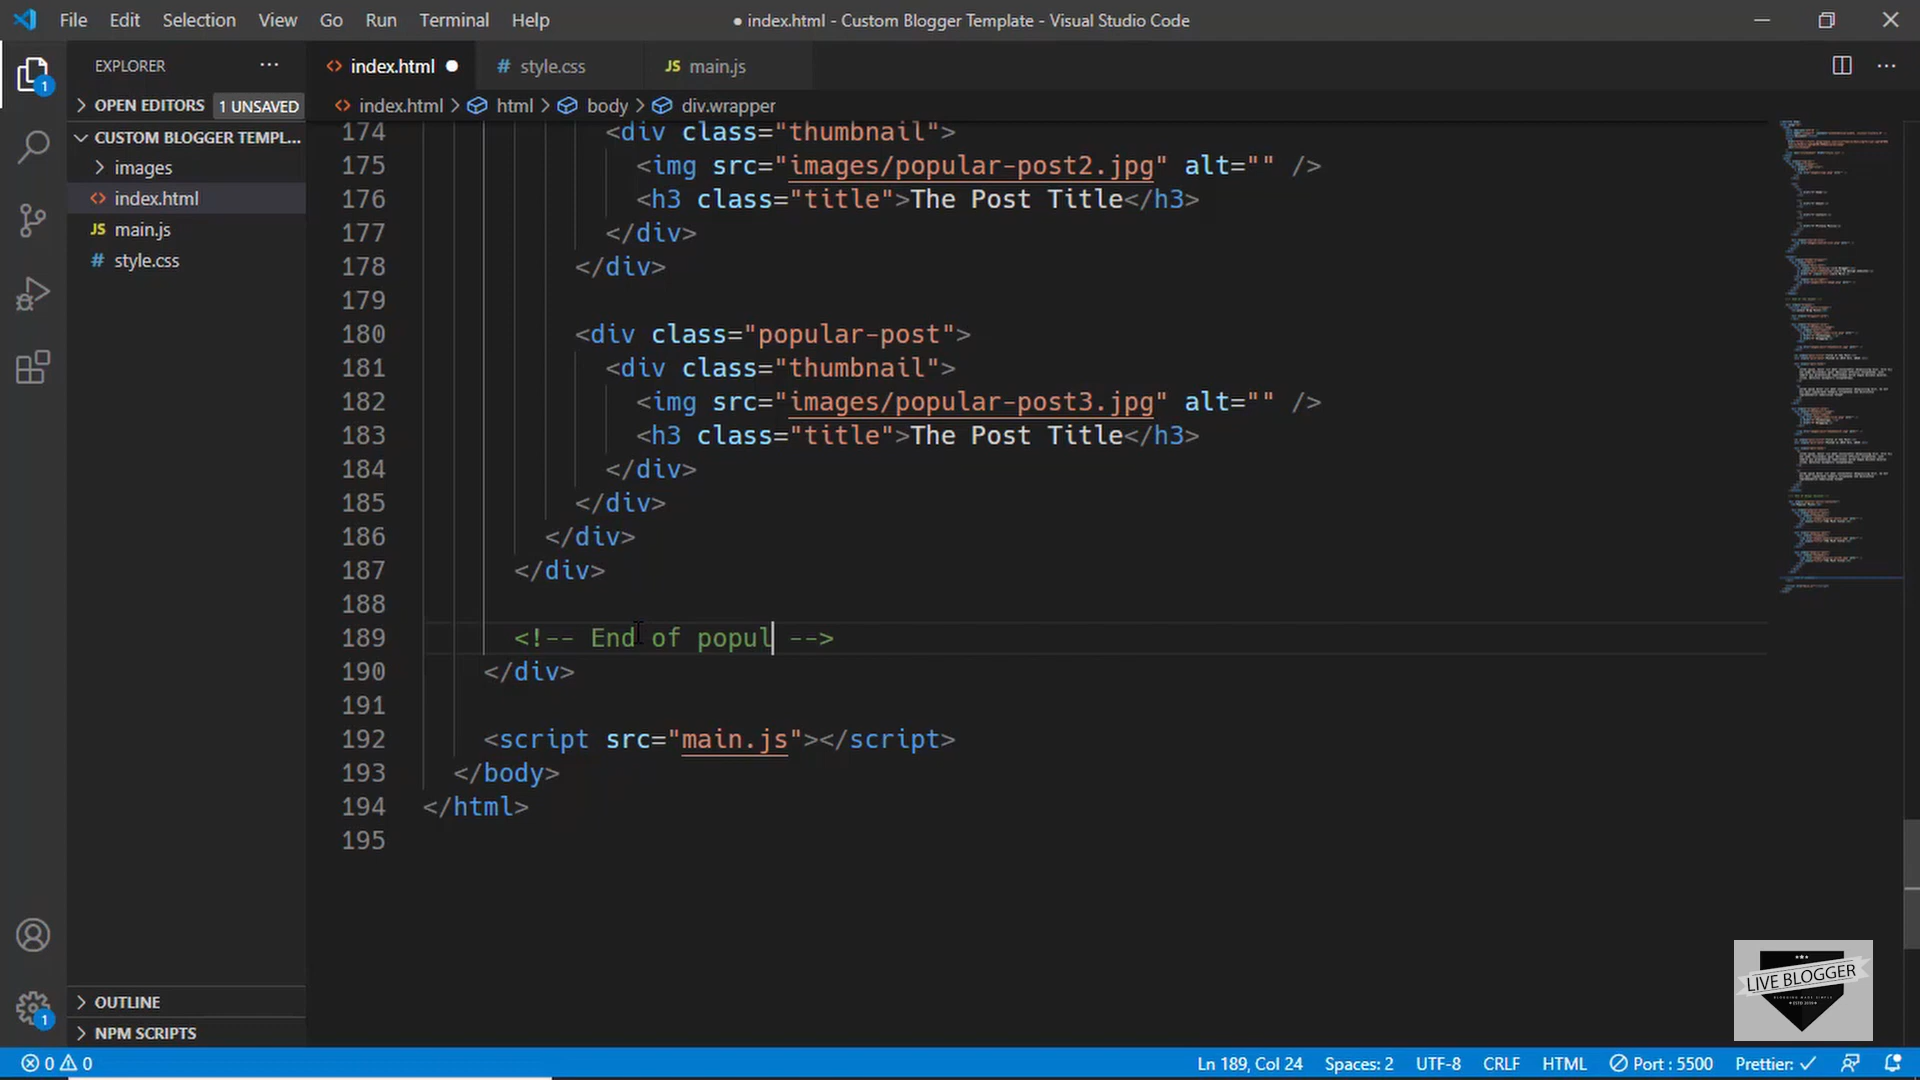 File Edit Selection View Go Run Terminal Help
● index.html - Custom Blogger Template - Visual Studio Code
EXPLORER
index.html
style.css
JS main.js
OPEN EDITORS 1 UNSAVED
index.html > html > body > div.wrapper
CUSTOM BLOGGER TEMPL...
images
index.html
JS main.js
# style.css
174 <div class="thumbnail">
175 <img src="images/popular-post2.jpg" alt="" />
176 <h3 class="title">The Post Title</h3>
177 </div>
178 </div>
179
180 <div class="popular-post">
181 <div class="thumbnail">
182 <img src="images/popular-post3.jpg" alt="" />
183 <h3 class="title">The Post Title</h3>
184 </div>
185 </div>
186 </div>
187 </div>
188
189 <!-- End of popul -->
190 </div>
191
192 <script src="main.js"></script>
193 </body>
194 </html>
195
OUTLINE
NPM SCRIPTS
1
1
LIVE BLOGGER
0 0
Ln 189, Col 24 Spaces: 2 UTF-8 CRLF HTML Port : 5500 Prettier: ✓